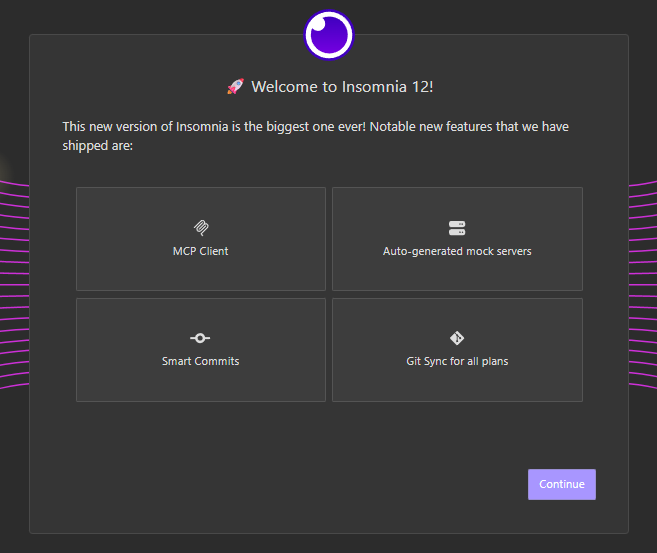 🚀 Welcome to Insomnia 12!
This new version of Insomnia is the biggest one ever! Notable new features that we have
shipped are:
MCP Client
Auto-generated mock servers
Smart Commits
Git Sync for all plans
Continue